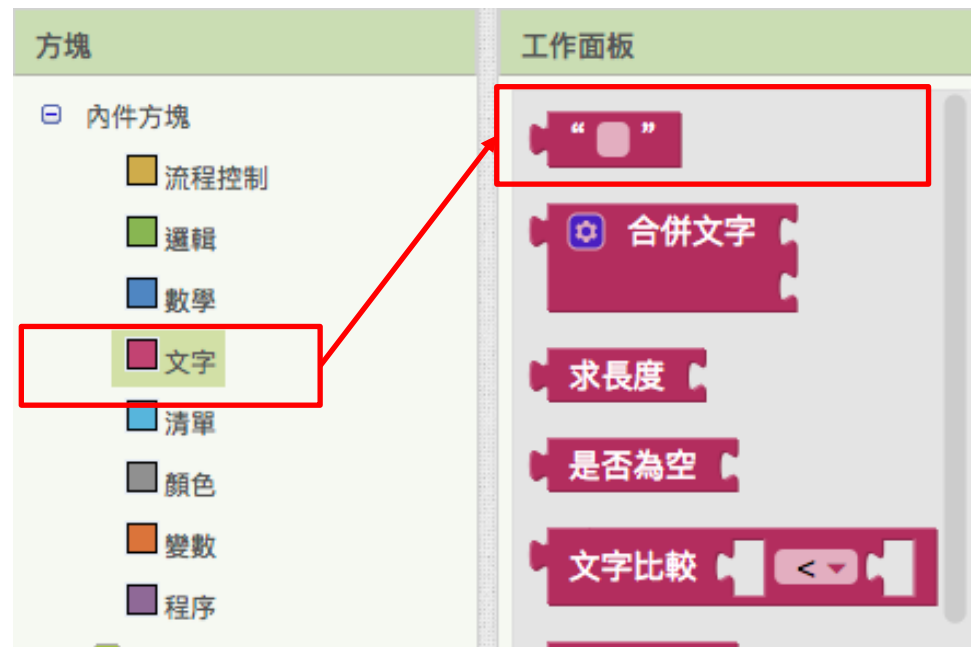 方塊
內件方塊
流程控制
邏輯
數學
文字
清單
顏色
變數
程序
工作面板
“ ”
合併文字
求長度
是否為空
文字比較 <